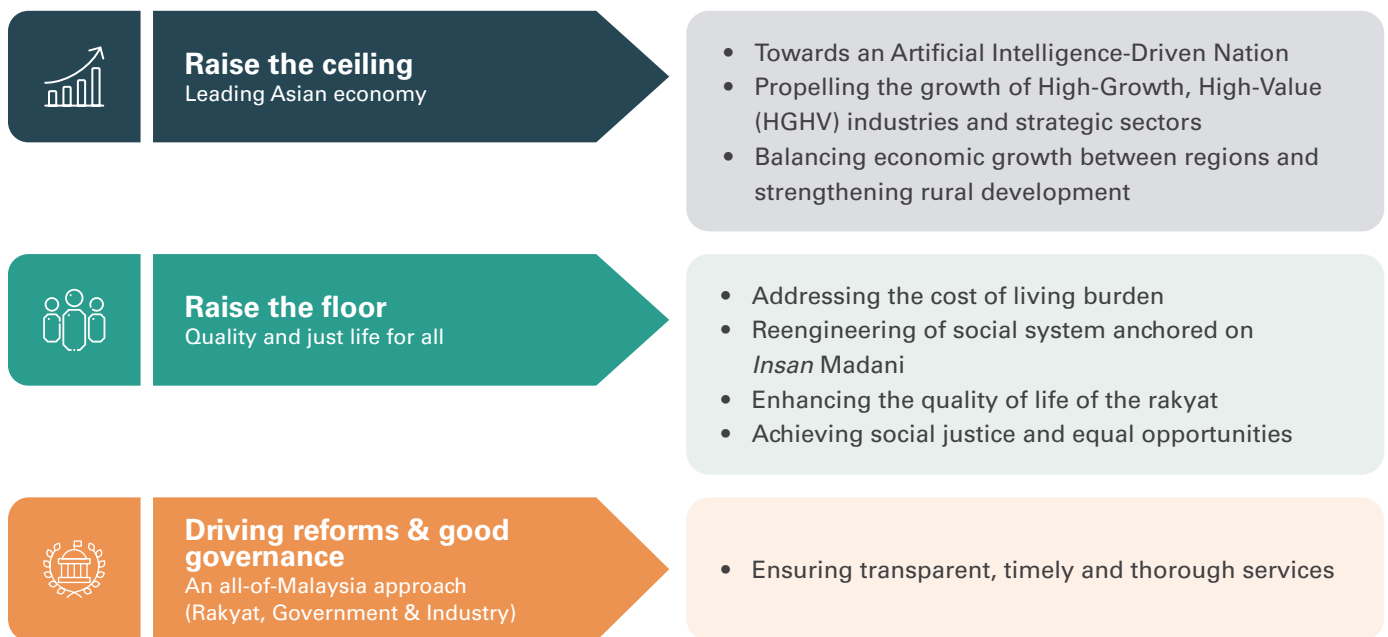 Raise the ceiling
Leading Asian economy
• Towards an Artificial Intelligence-Driven Nation
• Propelling the growth of High-Growth, High-Value
(HGHV) industries and strategic sectors
• Balancing economic growth between regions and
strengthening rural development
Raise the floor
Quality and just life for all
• Addressing the cost of living burden
• Reengineering of social system anchored on
Insan Madani
• Enhancing the quality of life of the rakyat
• Achieving social justice and equal opportunities
Driving reforms & good
governance
An all-of-Malaysia approach
(Rakyat, Government & Industry)
• Ensuring transparent, timely and thorough services